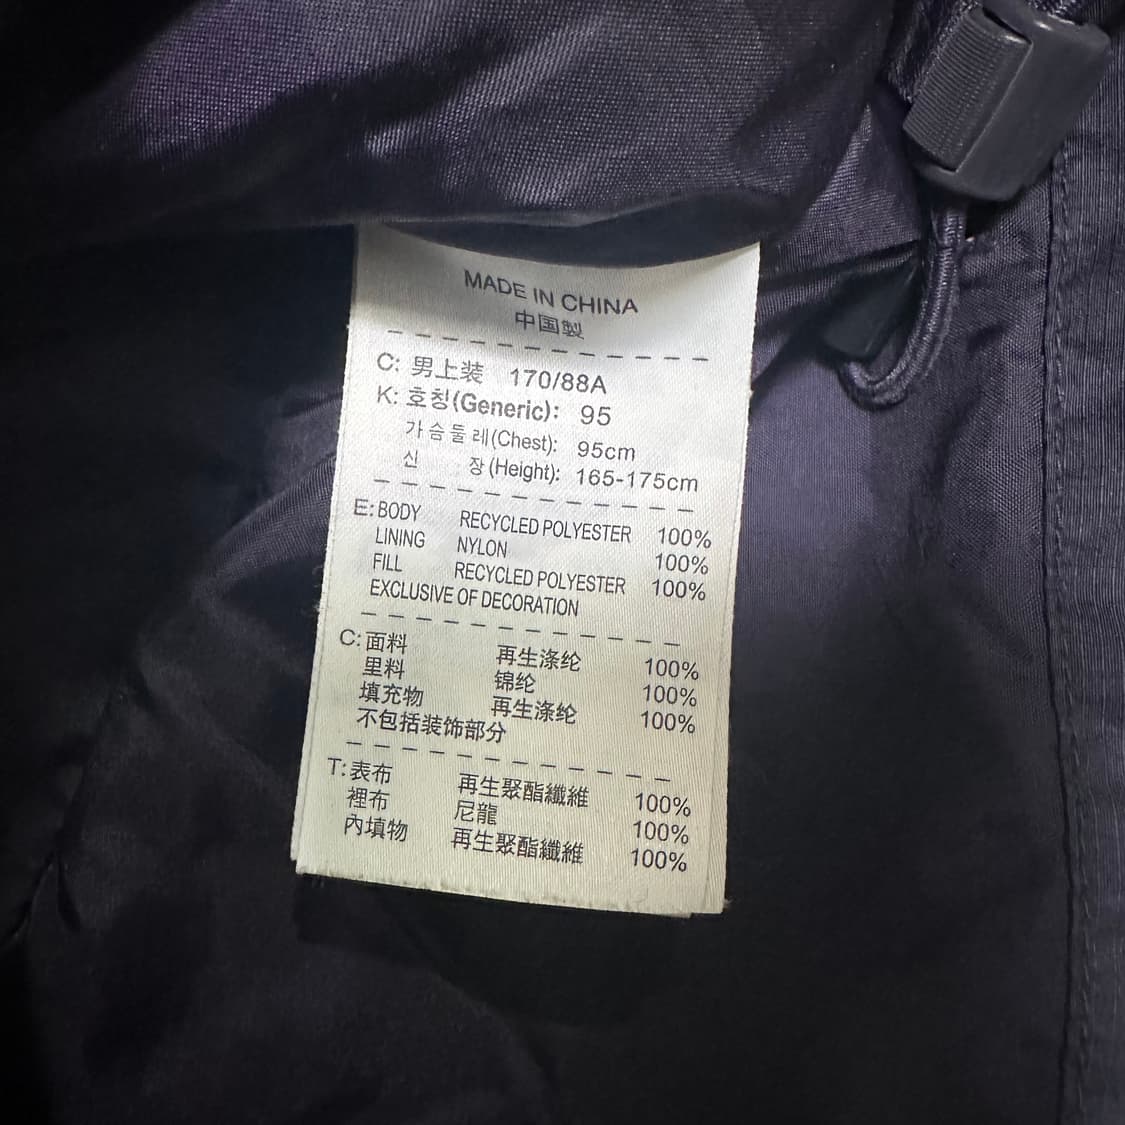 MADE IN CHINA
中国製
C: 男上装 170/88A
K: 호칭(Generic): 95
가슴둘레(Chest): 95cm
신 장(Height): 165-175cm
E: BODY RECYCLED POLYESTER 100%
LINING NYLON 100%
FILL RECYCLED POLYESTER 100%
EXCLUSIVE OF DECORATION
C: 面料 再生涤纶 100%
里料 锦纶 100%
填充物 再生涤纶 100%
不包括装饰部分
T: 表布 再生聚酯纖維 100%
裡布 尼龍 100%
內填物 再生聚酯纖維 100%